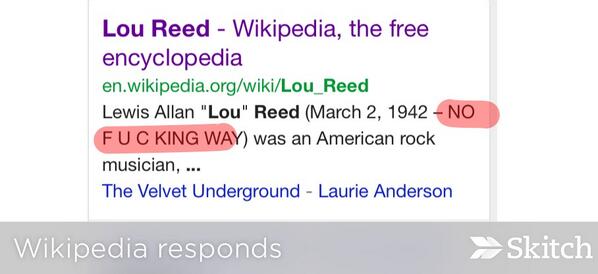 Lou Reed - Wikipedia, the free
encyclopedia
en.wikipedia.org/wiki/Lou_Reed
Lewis Allan "Lou" Reed (March 2, 1942 – NO
F U C KING WAY) was an American rock
musician, ...
The Velvet Underground - Laurie Anderson
Wikipedia responds
Skitch